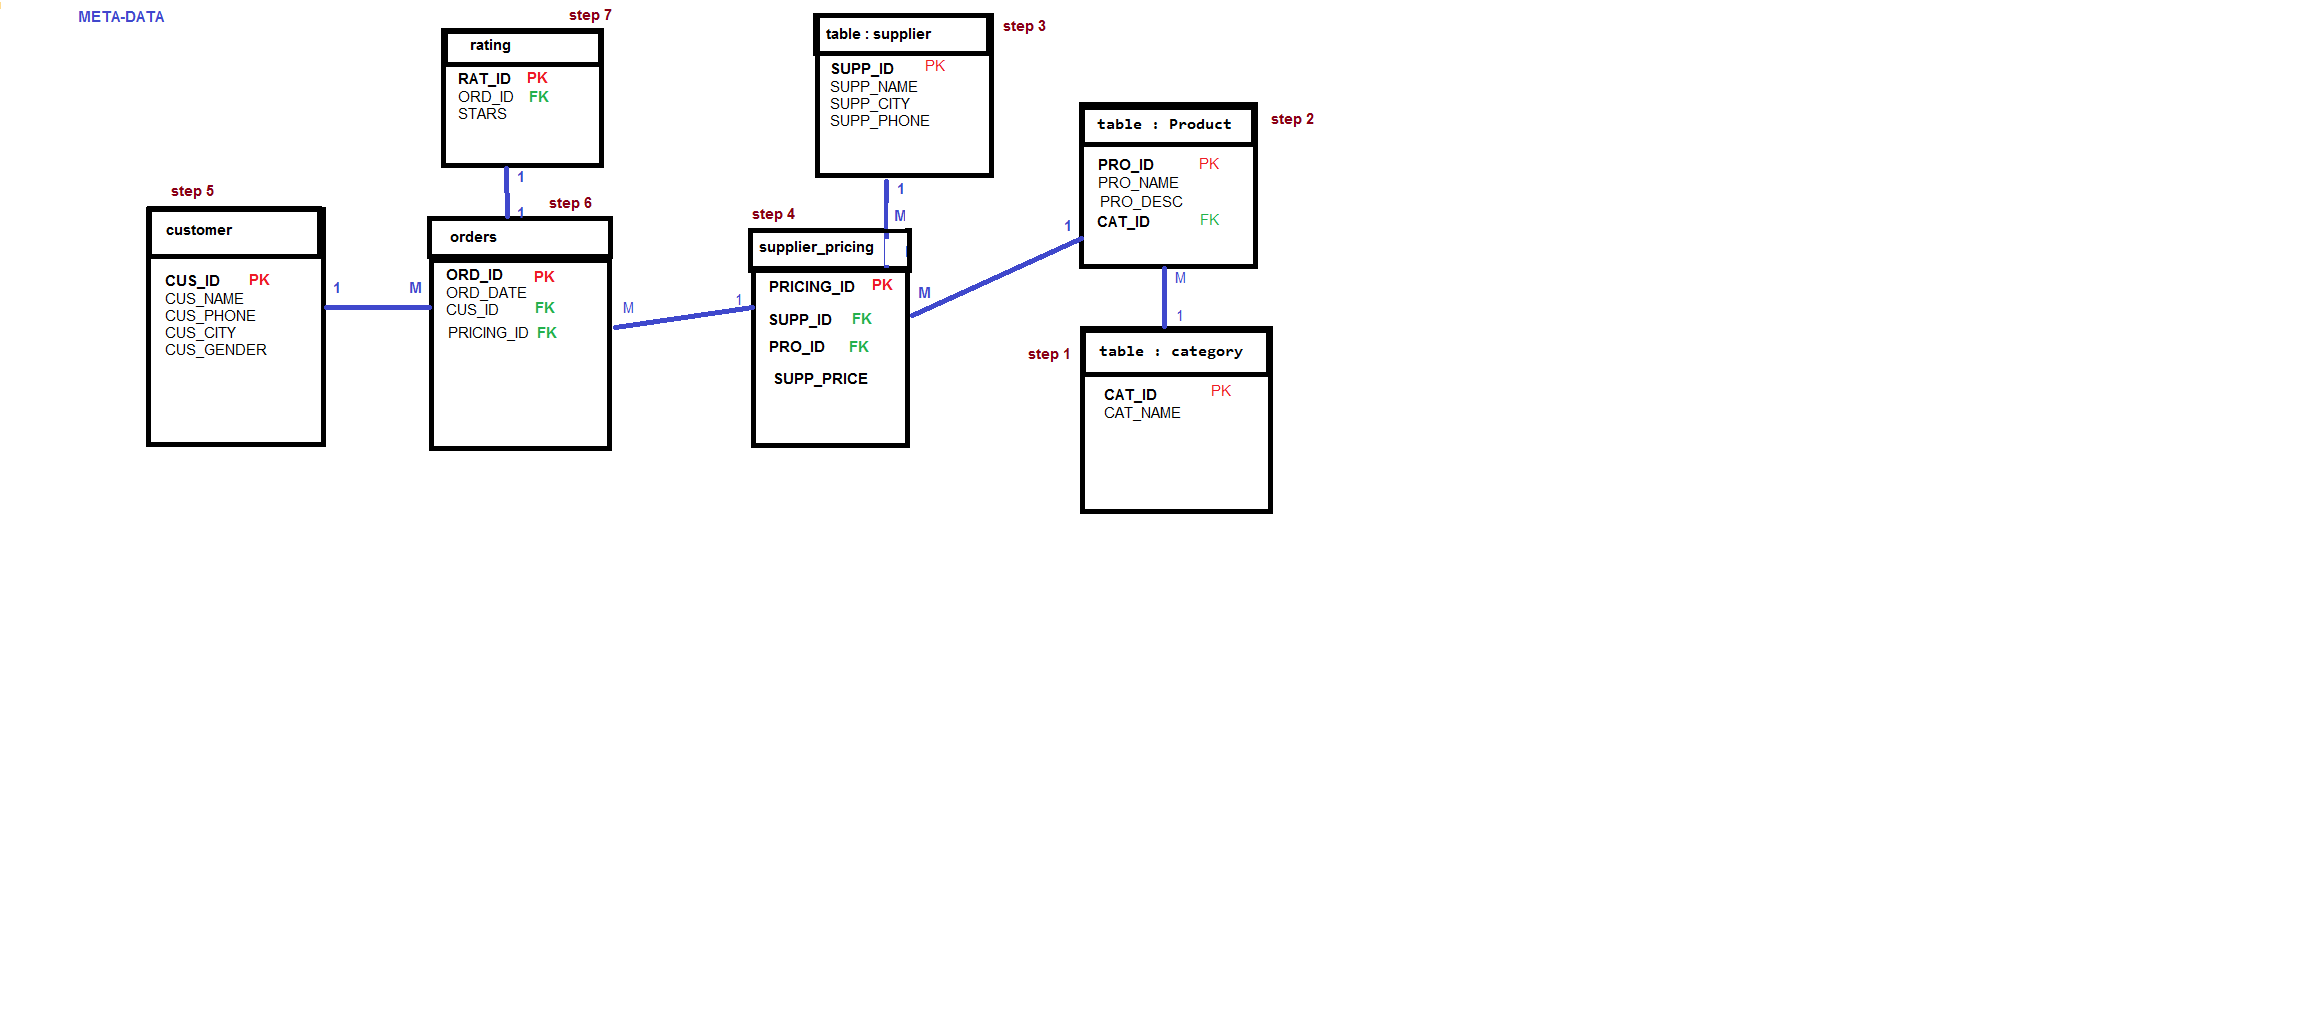 META-DATA
step 7
rating
RAT_ID PK
ORD_ID FK
STARS
1
1
step 3
table : supplier
SUPP_ID PK
SUPP_NAME
SUPP_CITY
SUPP_PHONE
1
M
step 2
table : Product
PRO_ID PK
PRO_NAME
PRO_DESC
CAT_ID FK
M
1
step 5
customer
CUS_ID PK
CUS_NAME
CUS_PHONE
CUS_CITY
CUS_GENDER
1 M
step 6
orders
ORD_ID PK
ORD_DATE
CUS_ID FK
PRICING_ID FK
M 1
step 4
supplier_pricing
PRICING_ID PK
SUPP_ID FK
PRO_ID FK
SUPP_PRICE
M 1
step 1
table : category
CAT_ID PK
CAT_NAME